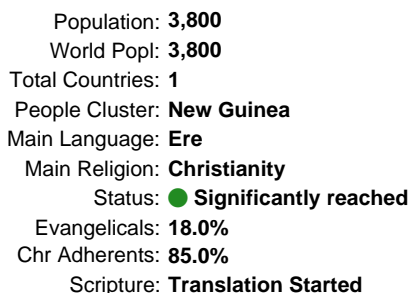 Population: 3,800
World Popl: 3,800
Total Countries: 1
People Cluster: New Guinea
Main Language: Ere
Main Religion: Christianity
Status: Significantly reached
Evangelicals: 18.0%
Chr Adherents: 85.0%
Scripture: Translation Started